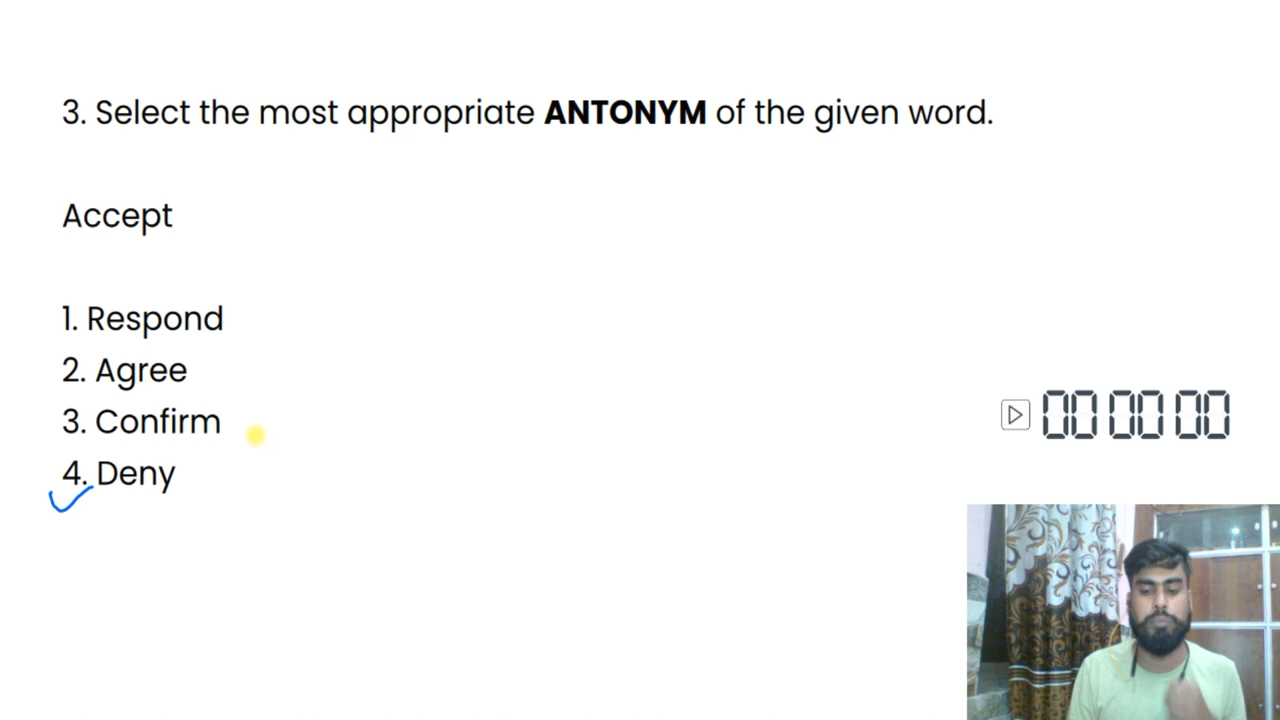 3. Select the most appropriate ANTONYM of the given word.
Accept
1. Respond
2. Agree
3. Confirm
4. Deny
00 00 00